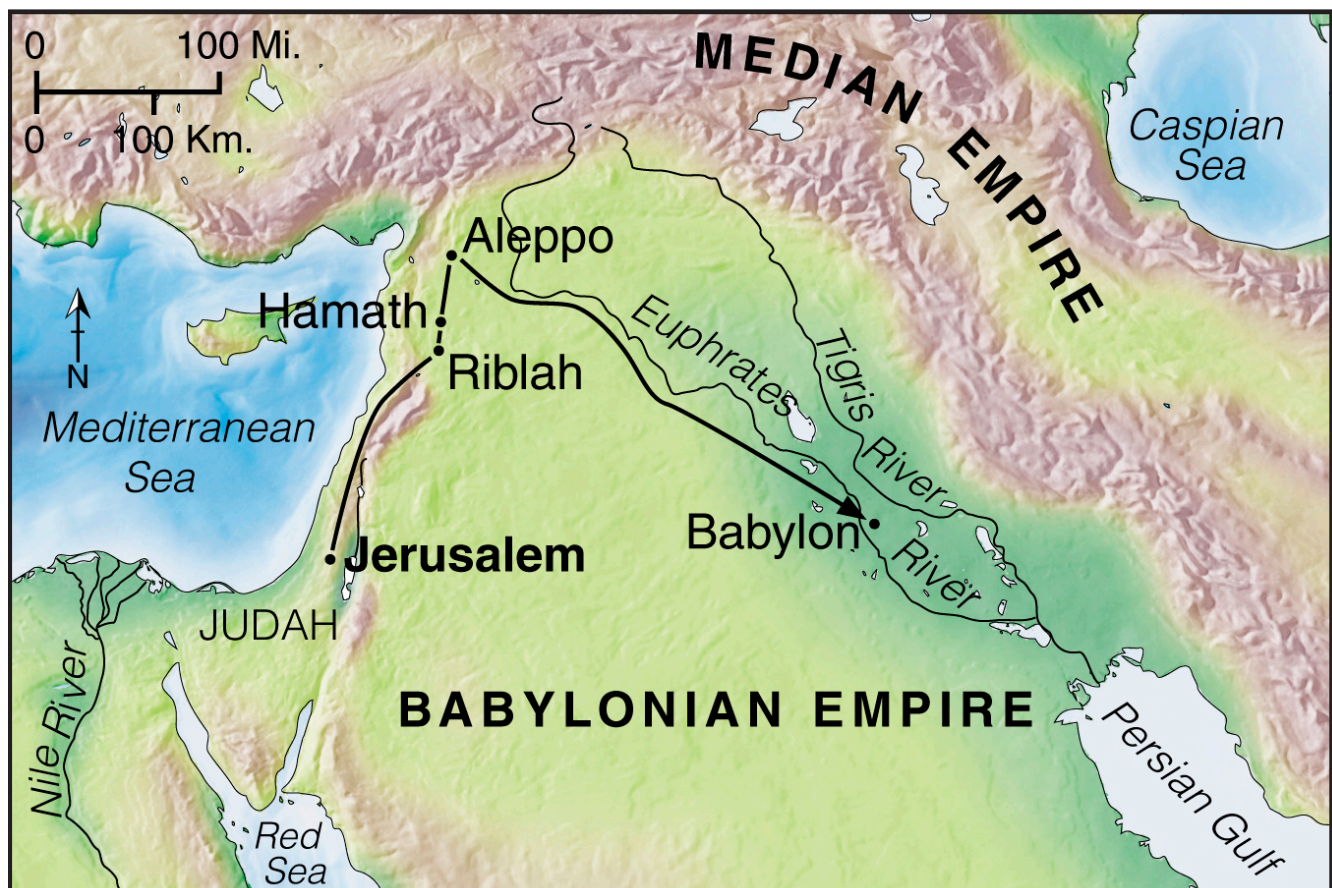 0 100 Mi.
0 100 Km.
MEDIAN EMPIRE
Caspian
Sea
Aleppo
Hamath
Riblah
Euphrates
River
Tigris
River
N
Mediterranean
Sea
Babylon
Jerusalem
JUDAH
Nile River
BABYLONIAN EMPIRE
Persian Gulf
Red
Sea